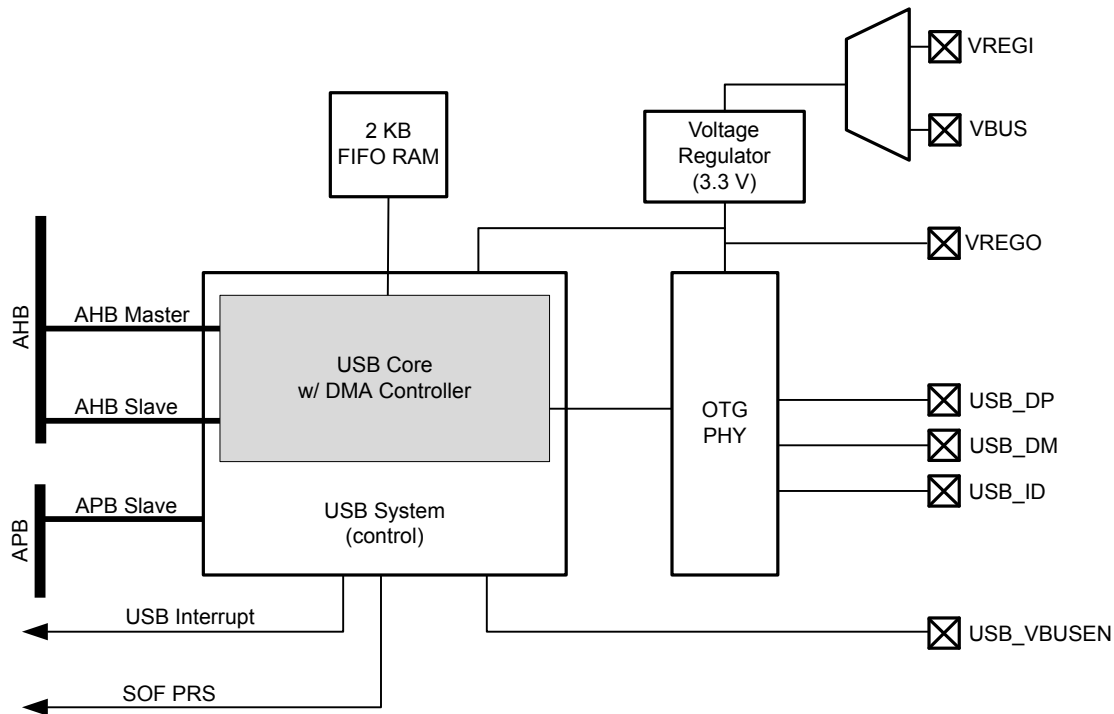 VREGI
2 KB
FIFO RAM
Voltage
Regulator
(3.3 V)
VBUS
VREGO
AHB
AHB Master
USB Core
w/ DMA Controller
AHB Slave
OTG
PHY
USB_DP
USB_DM
USB_ID
APB
APB Slave
USB System
(control)
USB Interrupt
USB_VBUSEN
SOF PRS